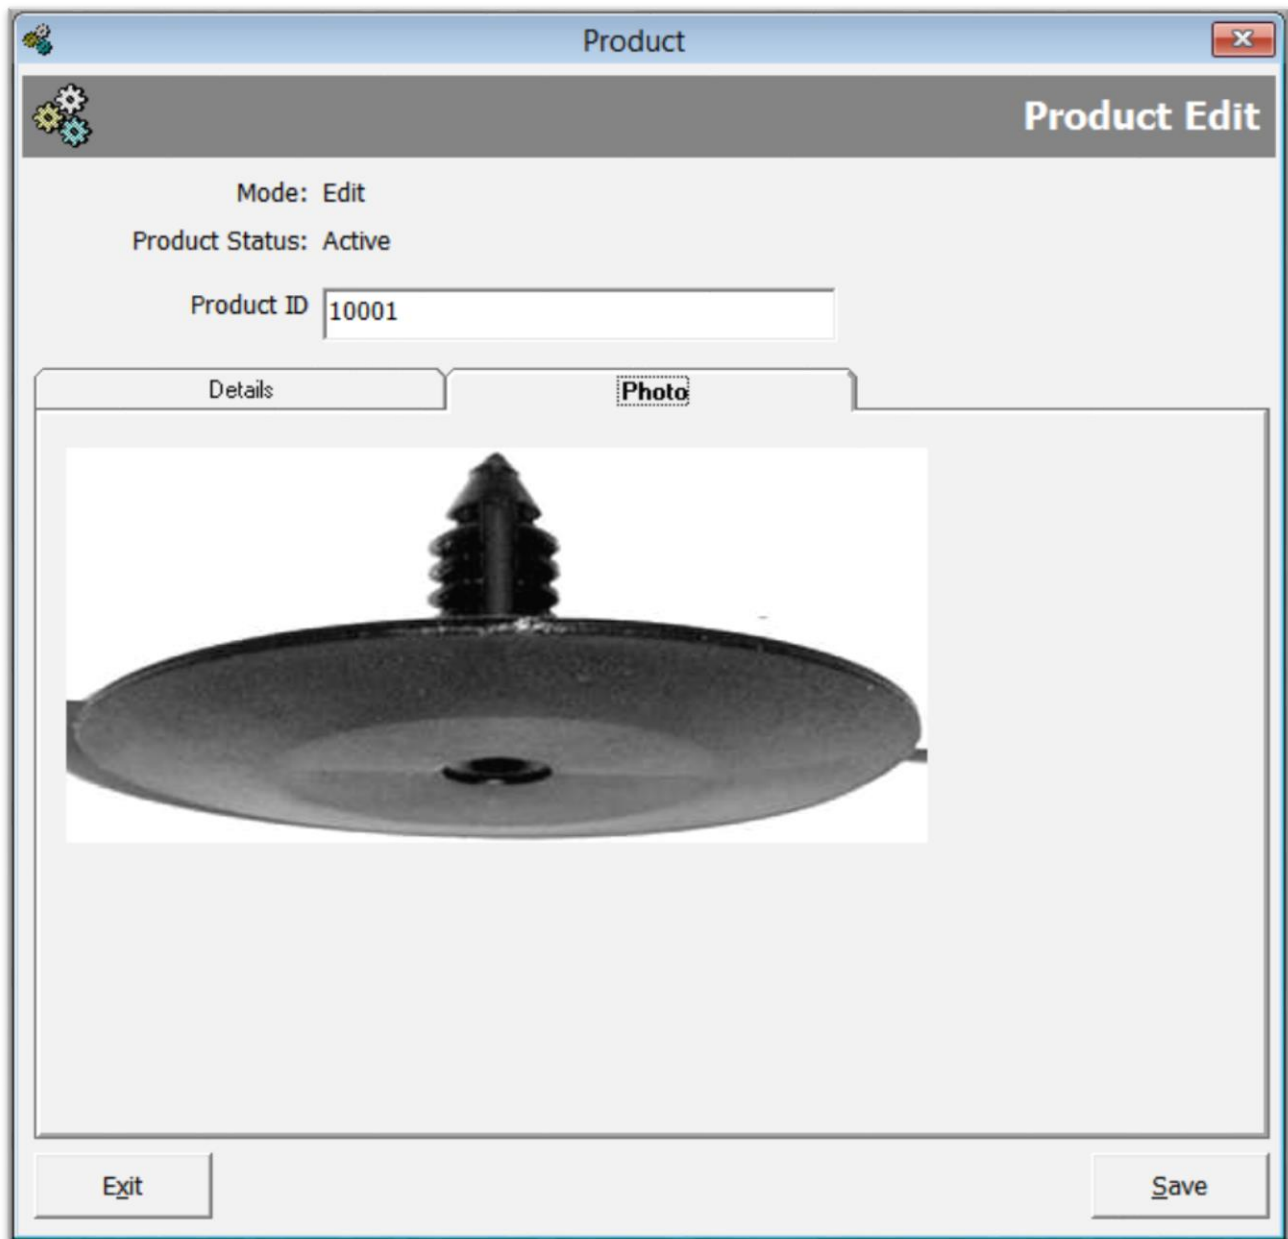 Product
Product Edit
Mode: Edit
Product Status: Active
Product ID 10001
Details Photo
Exit Save